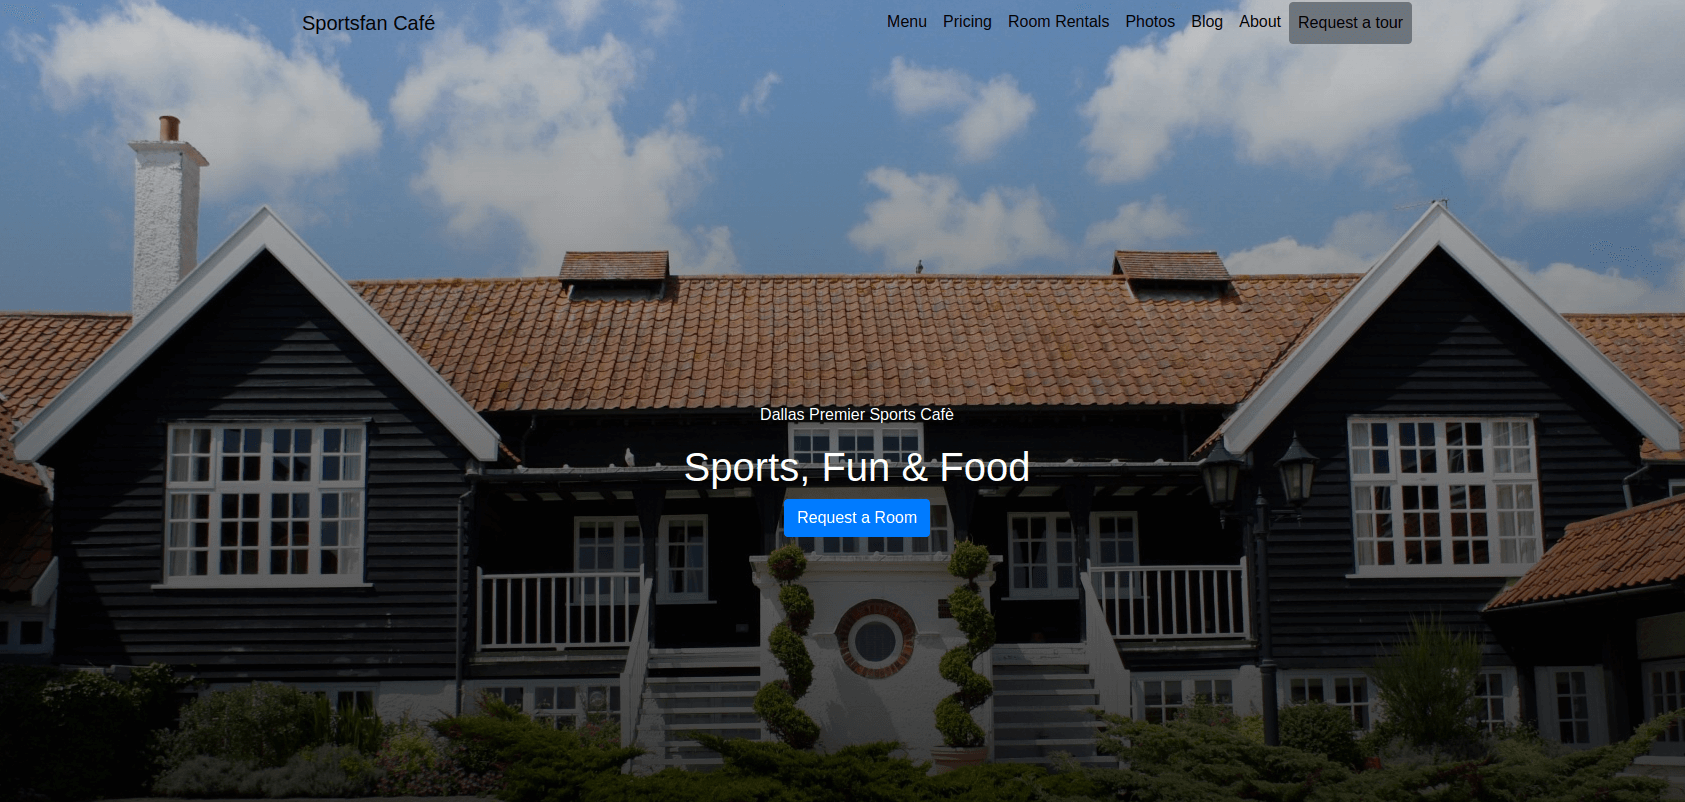 Sportsfan Café
Menu Pricing Room Rentals Photos Blog About Request a tour
Dallas Premier Sports Cafè
Sports, Fun & Food
Request a Room